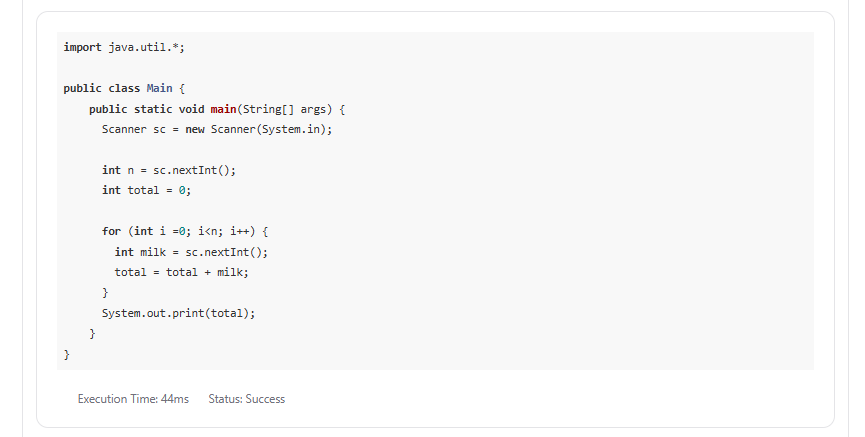 import java.util.*;
public class Main {
public static void main(String[] args) {
Scanner sc = new Scanner(System.in);
int n = sc.nextInt();
int total = 0;
for (int i =0; i<n; i++) {
int milk = sc.nextInt();
total = total + milk;
}
System.out.print(total);
}
}
Execution Time: 44ms Status: Success